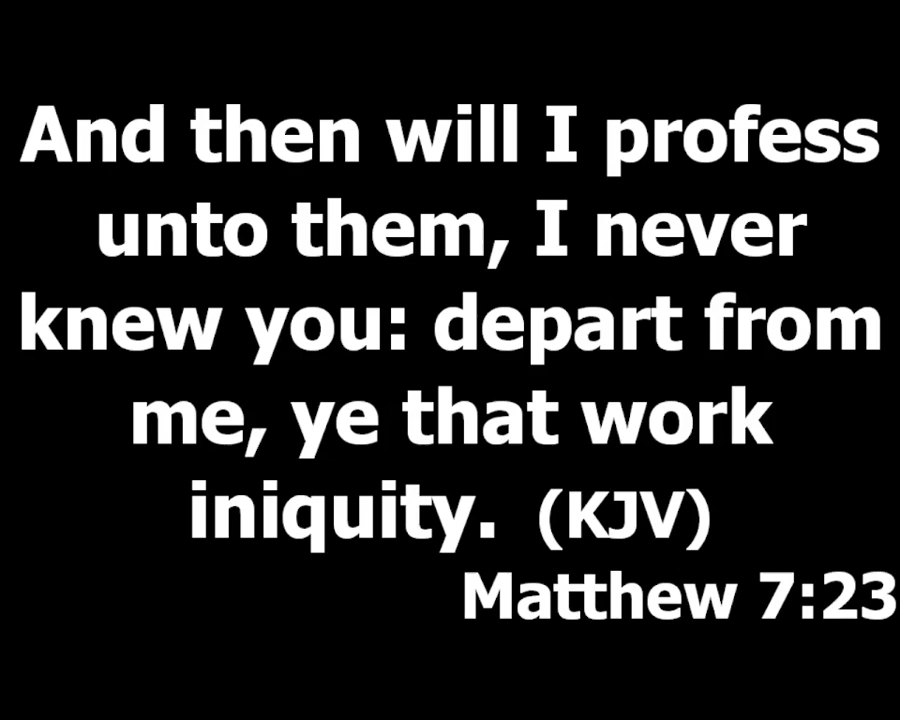 And then will I profess
unto them, I never
knew you: depart from
me, ye that work
iniquity. (KJV)
Matthew 7:23